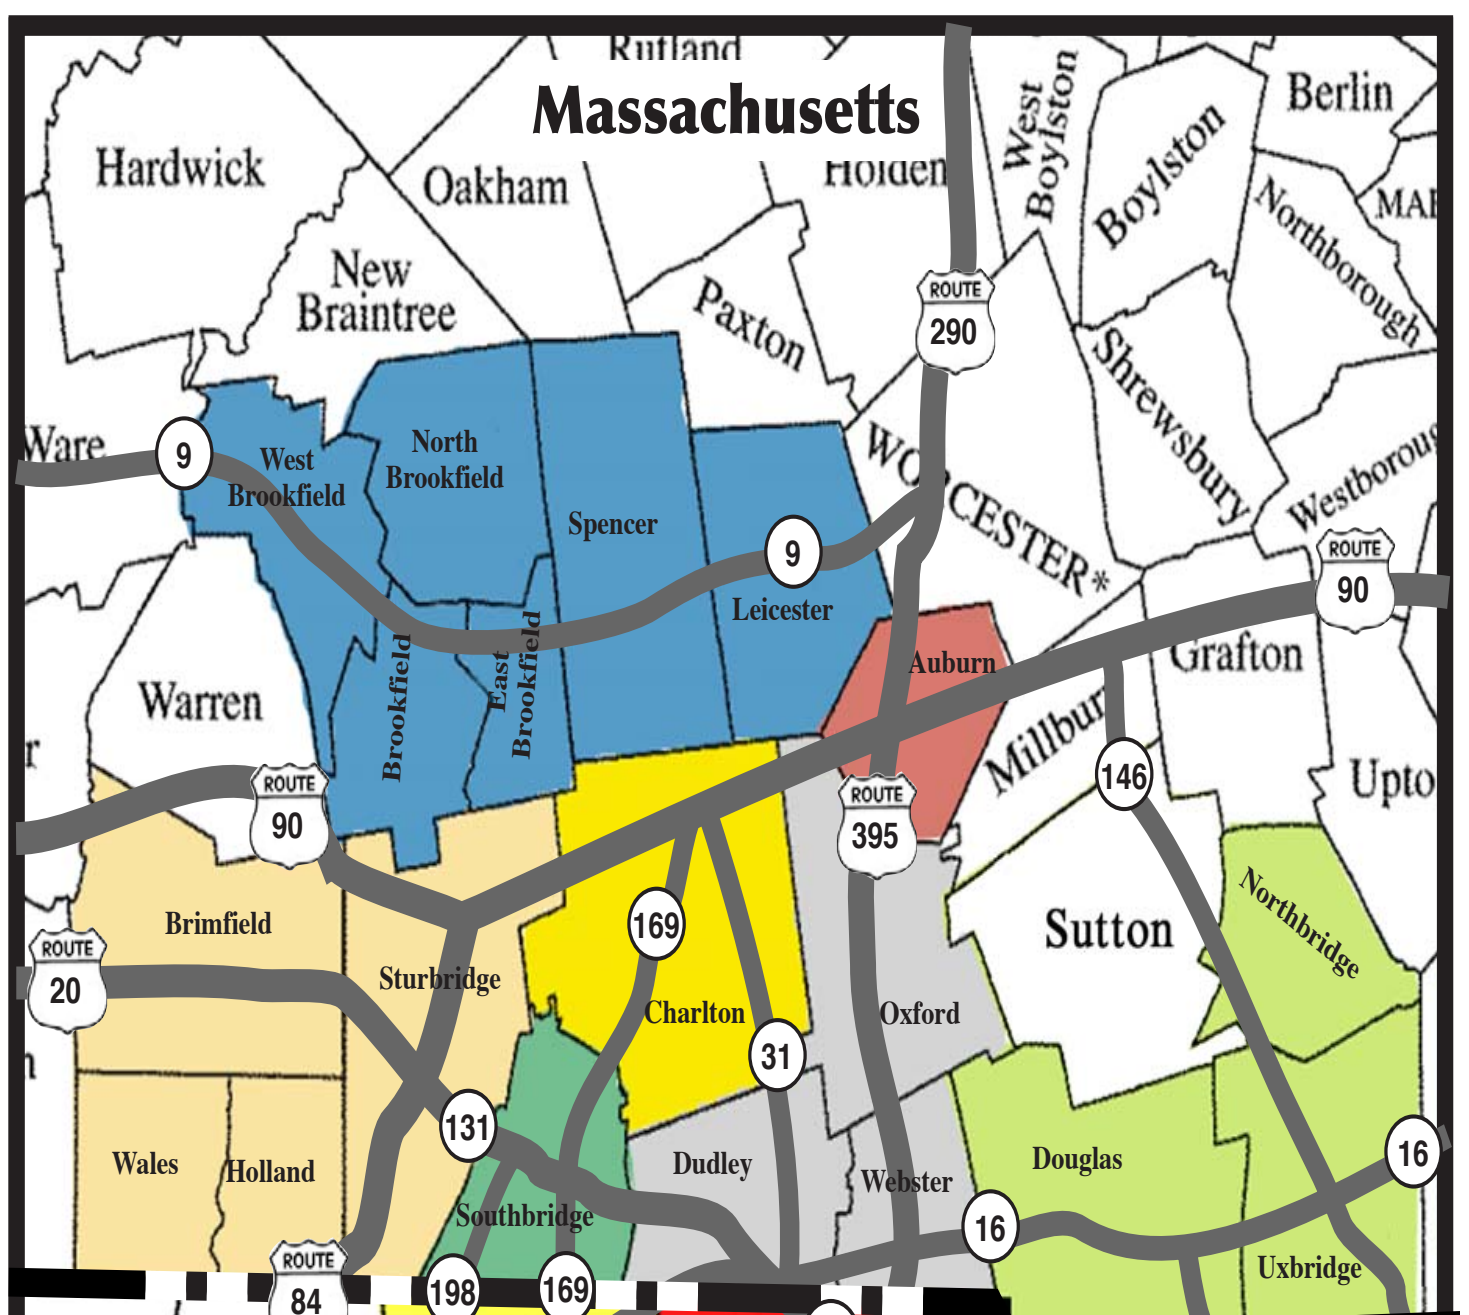 Rutland
Massachusetts
Hardwick
Oakham
Holden
West
Boylston
Boylston
Berlin
Northborough
New
Braintree
Paxton
ROUTE
290
Shrewsbury
Ware
9
West
Brookfield
North
Brookfield
Spencer
9
Leicester
WORCESTER*
ROUTE
90
Auburn
Grafton
Warren
Brookfield
East
Brookfield
Millbur
146
Upto
ROUTE
90
ROUTE
395
Brimfield
169
Sutton
Northbridge
ROUTE
20
Sturbridge
Charlton
Oxford
31
131
Wales
Holland
Dudley
Webster
Douglas
16
Southbridge
16
Uxbridge
ROUTE
84
198
169